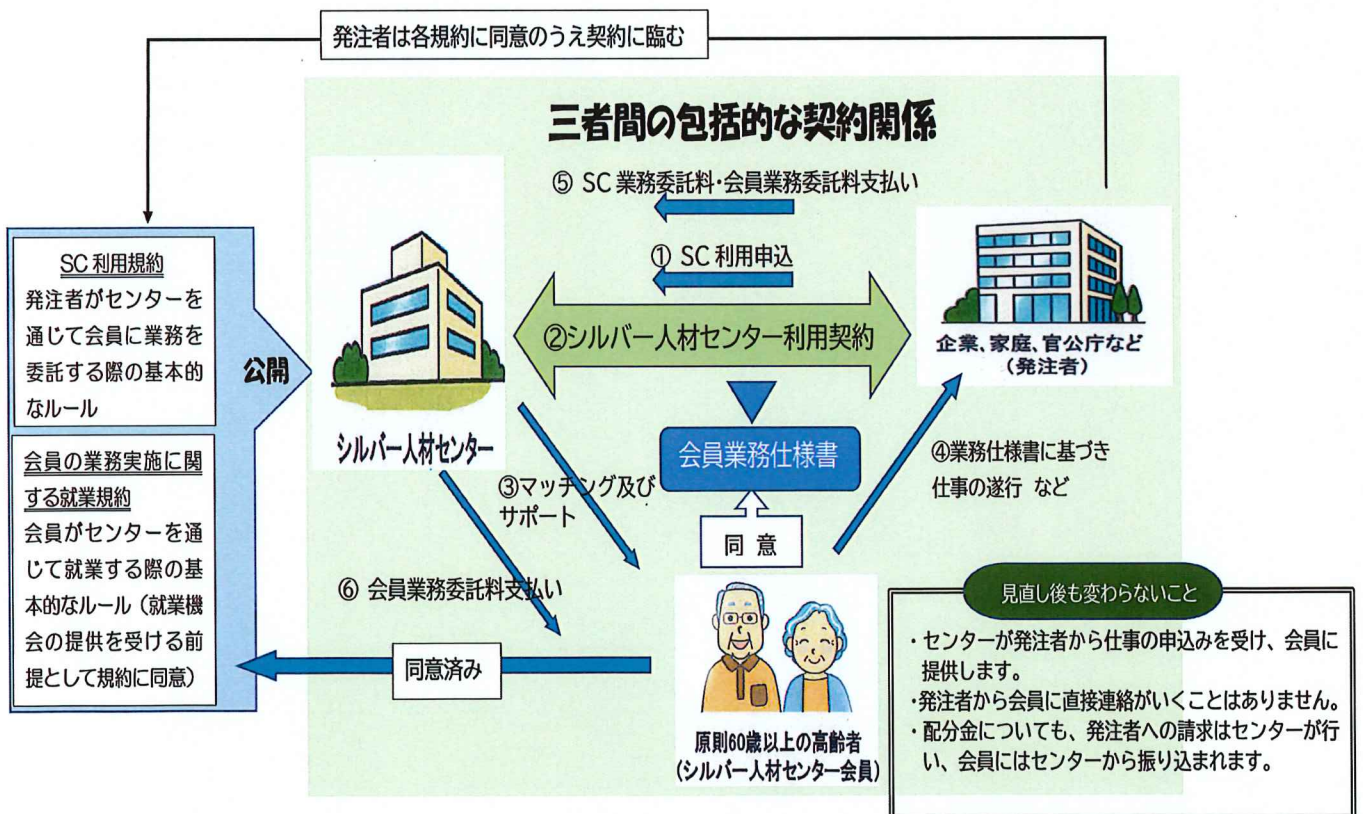 発注者は各規約に同意のうえ契約に臨む
三者間の包括的な契約関係
⑤ SC 業務委託料・会員業務委託料支払い
① SC 利用申込
②シルバー人材センター利用契約
企業、家庭、官公庁など
(発注者)
SC 利用規約
発注者がセンターを
通じて会員に業務を
委託する際の基本的
なルール
公開
会員の業務実施に関
する就業規約
会員がセンターを通
じて就業する際の基
本的なルール（就業機
会の提供を受ける前
提として規約に同意）
シルバー人材センター
会員業務仕様書
③マッチング及び
サポート
④業務仕様書に基づき
仕事の遂行 など
同 意
⑥ 会員業務委託料支払い
同意済み
原則60歳以上の高齢者
(シルバー人材センター会員)
見直し後も変わらないこと
・センターが発注者から仕事の申込みを受け、会員に
提供します。
・発注者から会員に直接連絡がいくことはありません。
・配分金についても、発注者への請求はセンターが行
い、会員にはセンターから振り込まれます。